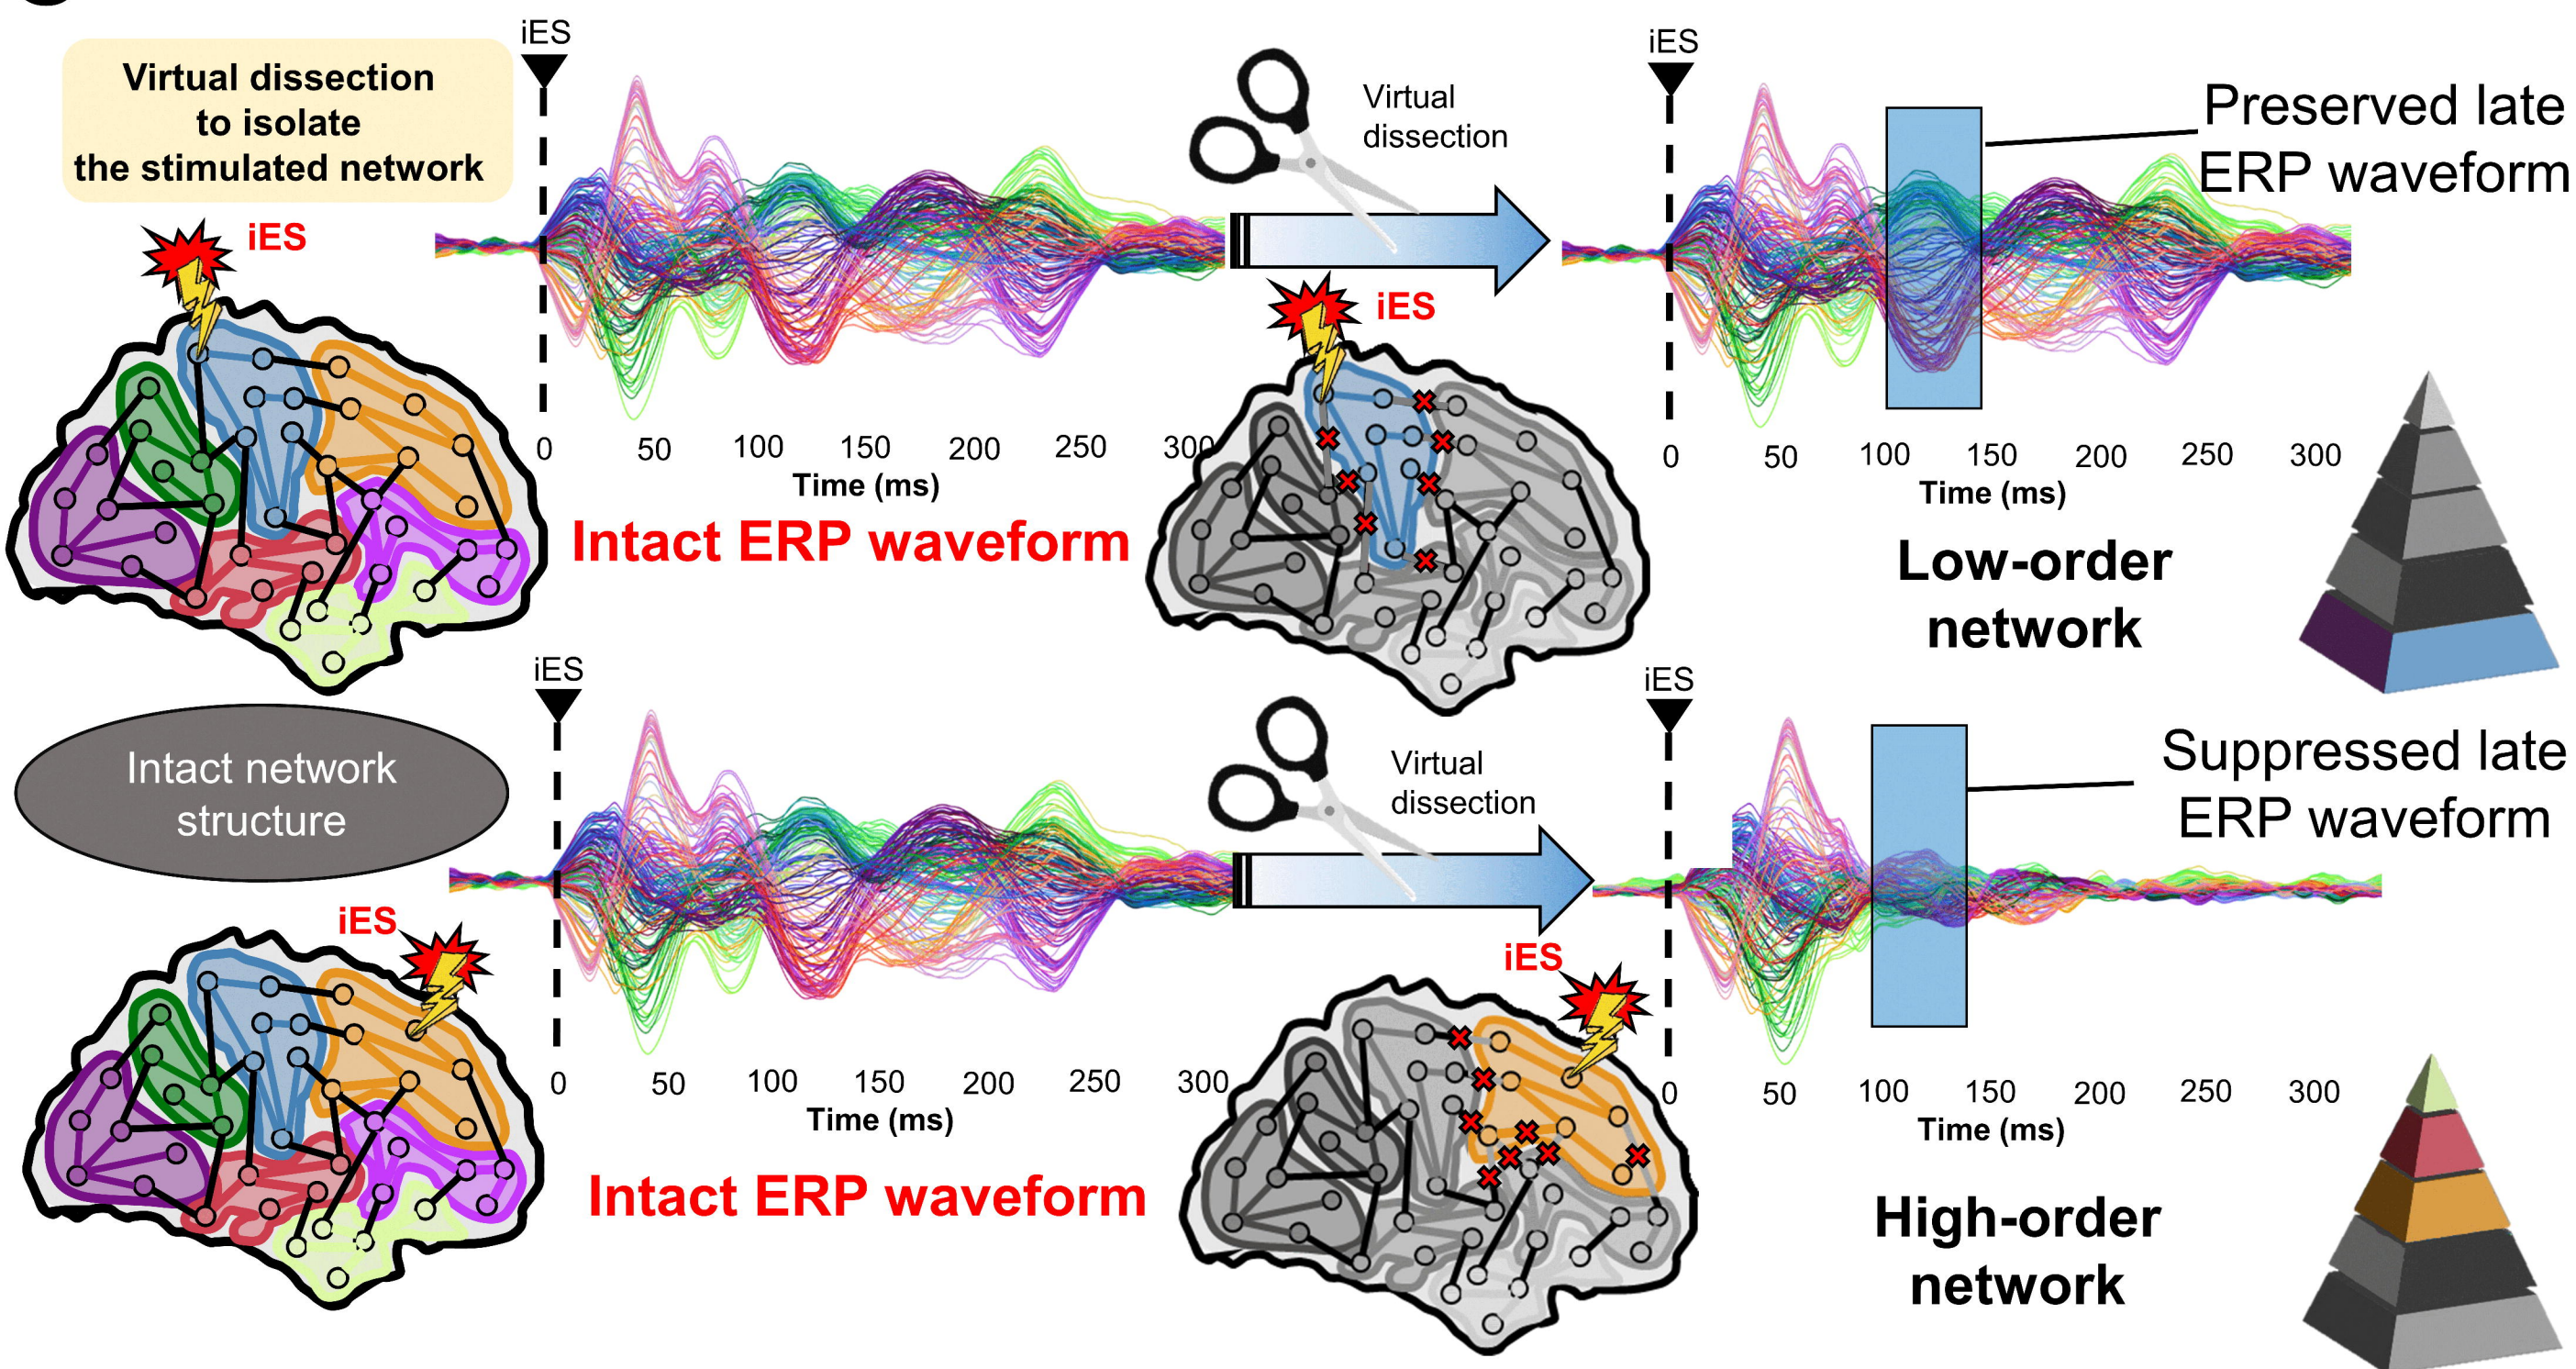 Virtual dissection
to isolate
the stimulated network
iES
iES
0 50 100 150 200 250 300
Time (ms)
Intact ERP waveform
Virtual
dissection
iES
iES
Preserved late
ERP waveform
0 50 100 150 200 250 300
Time (ms)
Low-order
network
Intact network
structure
iES
iES
0 50 100 150 200 250 300
Time (ms)
Intact ERP waveform
Virtual
dissection
iES
iES
Suppressed late
ERP waveform
0 50 100 150 200 250 300
Time (ms)
High-order
network